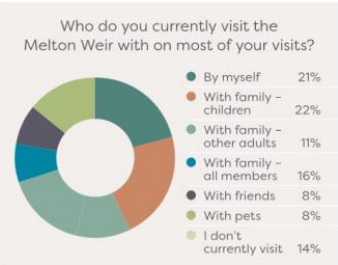 Who do you currently visit the
Melton Weir with on most of your visits?
By myself 21%
With family –
children 22%
With family –
other adults 11%
With family –
all members 16%
With friends 8%
With pets 8%
I don't
currently visit 14%